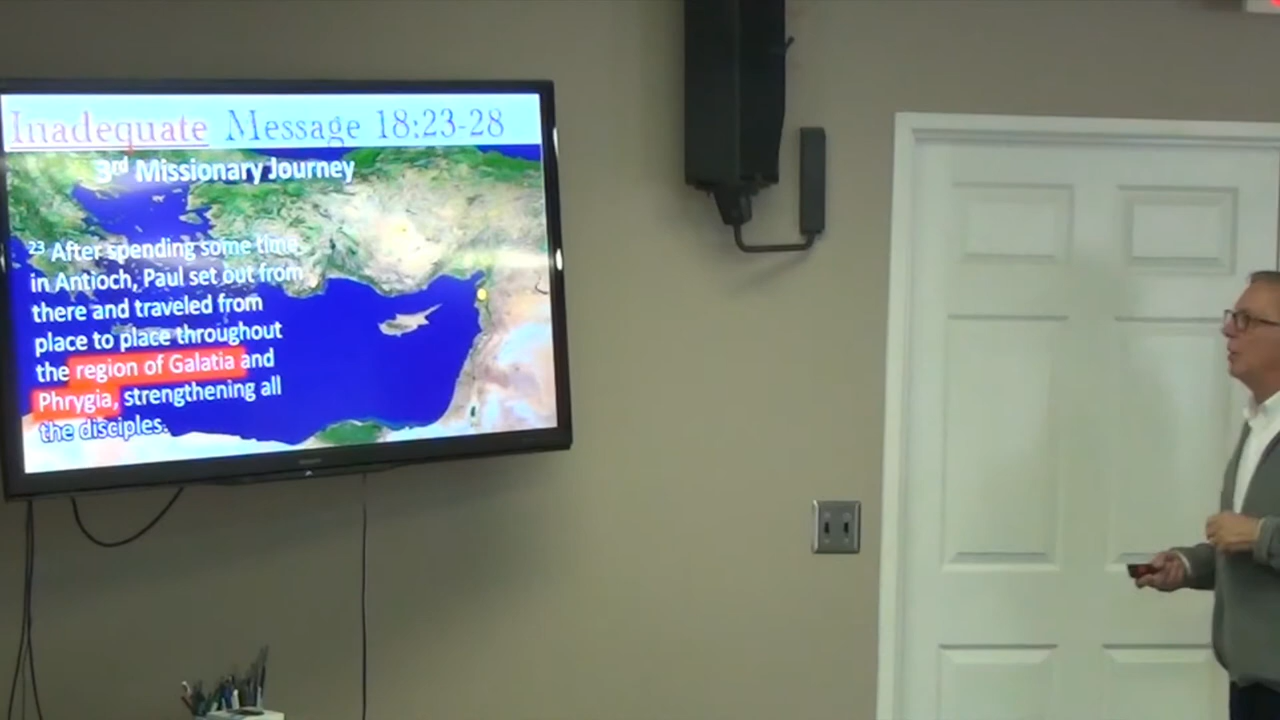 Inadequate Message 18:23-28
3rd Missionary Journey
23 After spending some time
in Antioch, Paul set out from
there and traveled from
place to place throughout
the region of Galatia and
Phrygia, strengthening all
the disciples.